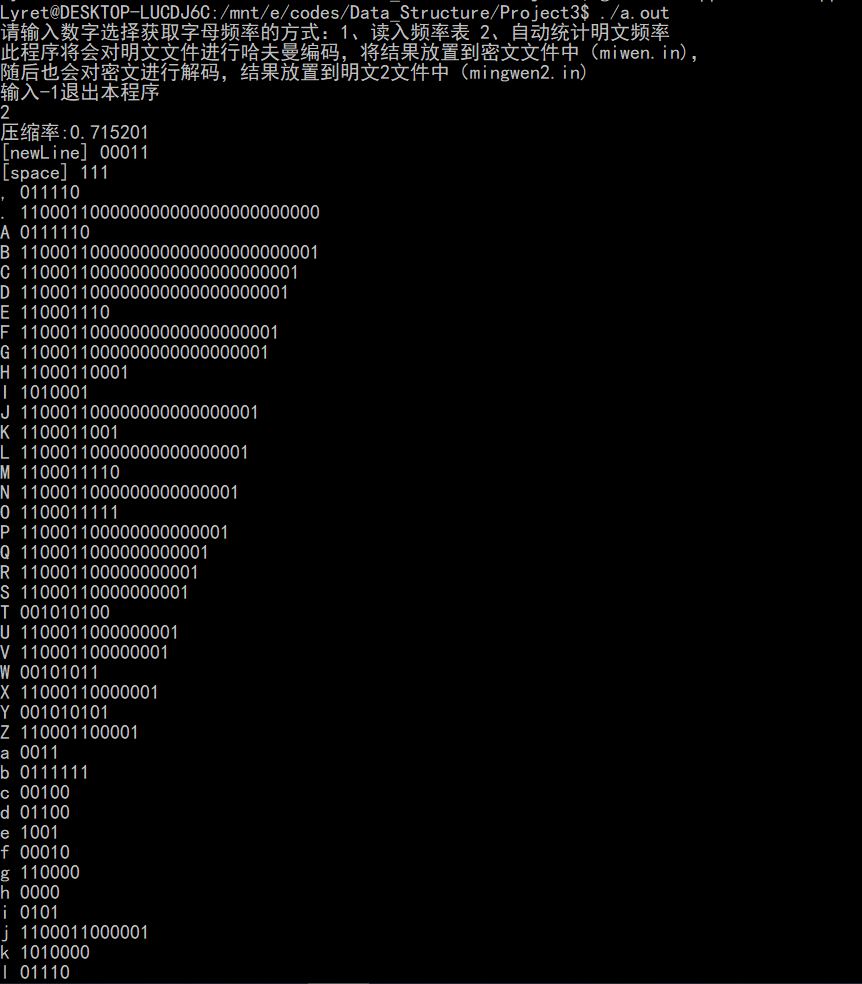 Lyret@DESKTOP-LUCDJ6C:/mnt/e/codes/Data_Structure/Project3$ ./a.out
请输入数字选择获取字母频率的方式：1、读入频率表 2、自动统计明文频率
此程序将会对明文文件进行哈夫曼编码，将结果放置到密文文件中（miwen.in)，
随后也会对密文进行解码，结果放置到明文2文件中（mingwen2.in)
输入-1退出本程序
2
压缩率:0.715201
[newLine] 00011
[space] 111
, 011110
. 110001100000000000000000000000
A 0111110
B 110001100000000000000000000001
C 1100011000000000000000000001
D 110001100000000000000000001
E 110001110
F 11000110000000000000000001
G 1100011000000000000000001
H 11000110001
I 1010001
J 110001100000000000000001
K 1100011001
L 11000110000000000000001
M 1100011110
N 1100011000000000000001
O 1100011111
P 110001100000000000001
Q 1100011000000000001
R 110001100000000001
S 11000110000000001
T 001010100
U 1100011000000001
V 110001100000001
W 00101011
X 11000110000001
Y 001010101
Z 110001100001
a 0011
b 0111111
c 00100
d 01100
e 1001
f 00010
g 110000
h 0000
i 0101
j 1100011000001
k 1010000
l 01110